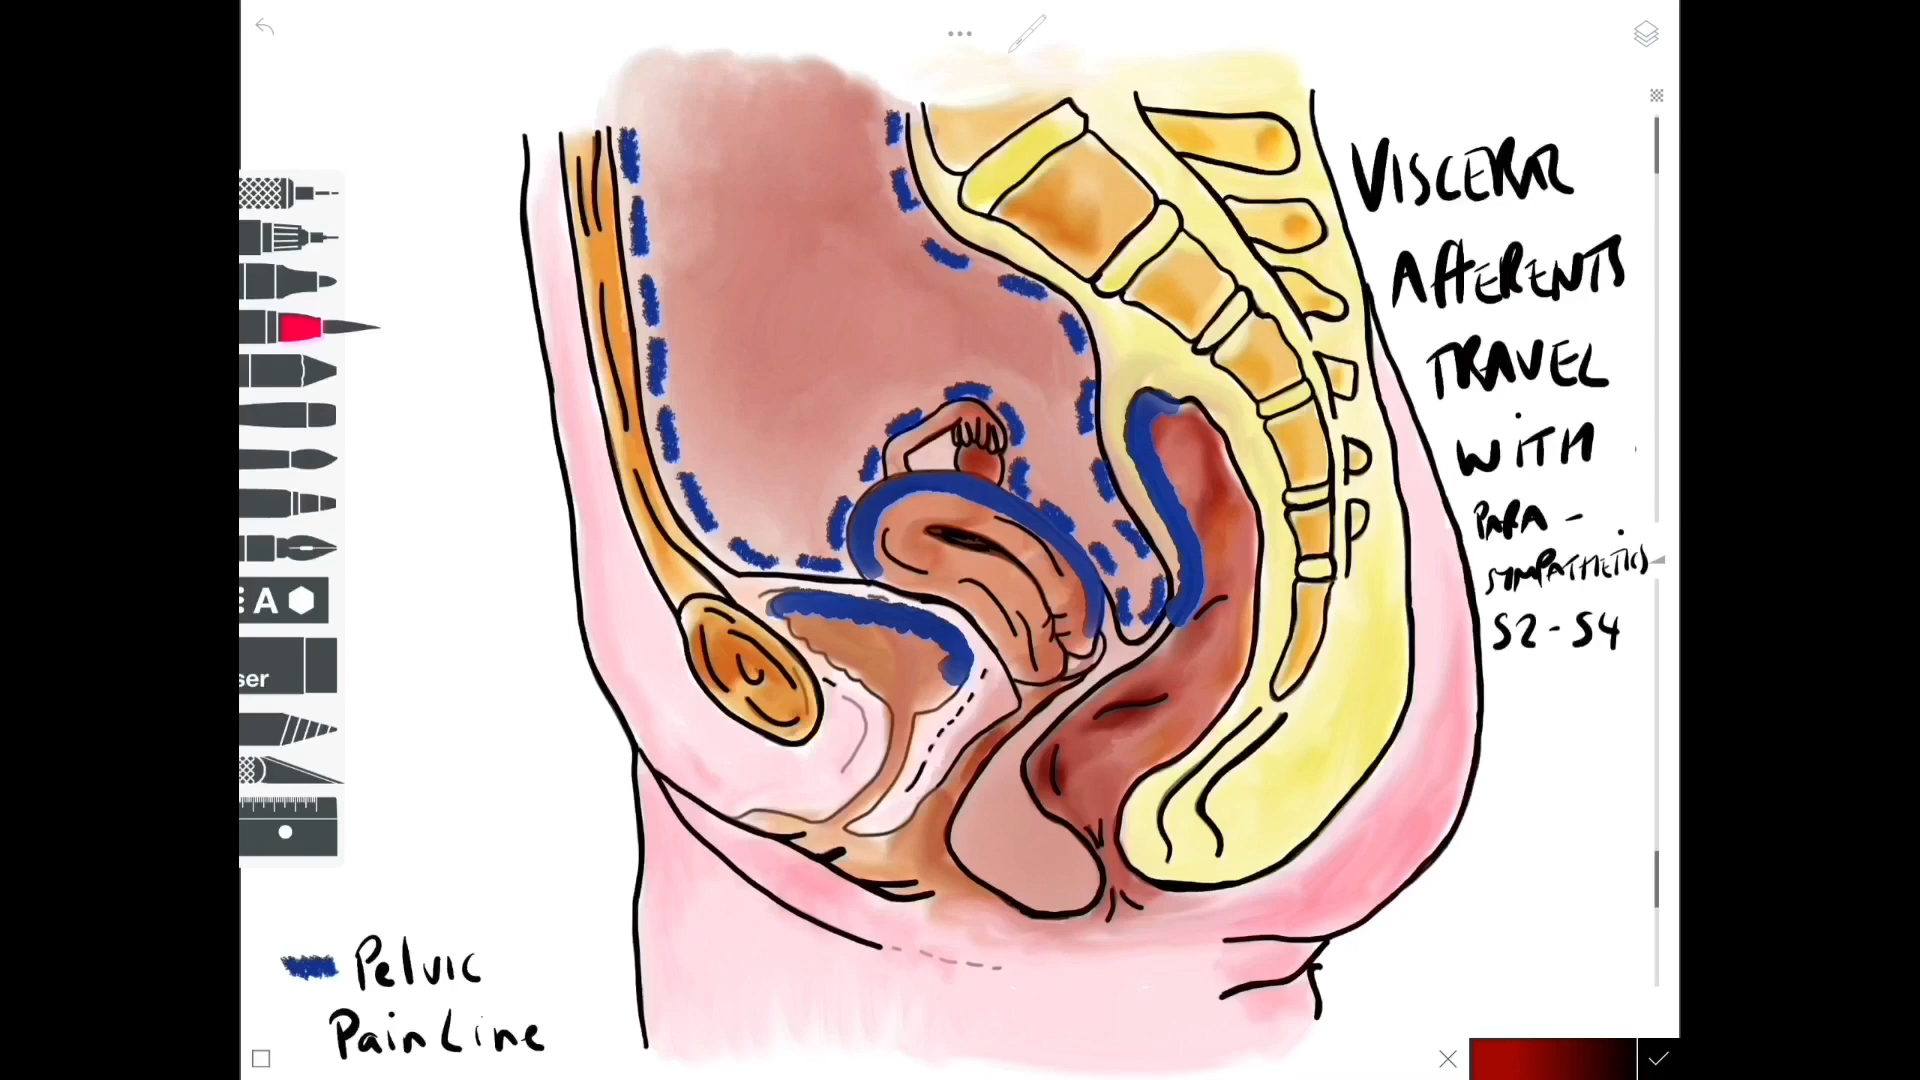 VISCERAL
AFFERENTS
TRAVEL
WITH
PARA-
SYMPATHETICS
S2-S4
A
ser
Pelvic
Pain Line